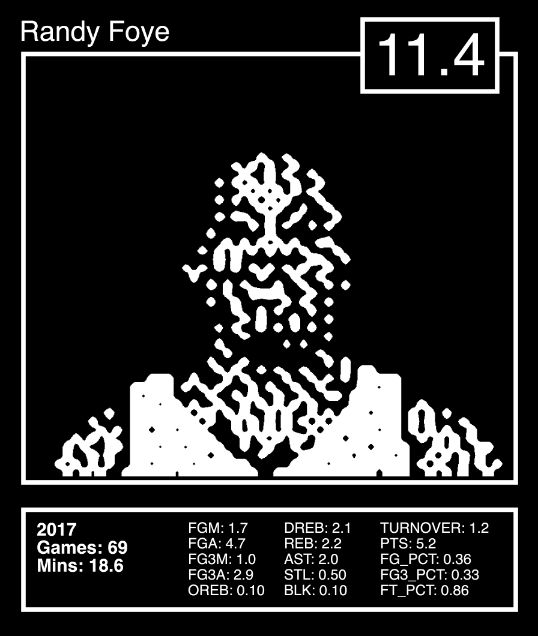 Randy Foye
11.4
2017
Games: 69
Mins: 18.6
FGM: 1.7
FGA: 4.7
FG3M: 1.0
FG3A: 2.9
OREB: 0.10
DREB: 2.1
REB: 2.2
AST: 2.0
STL: 0.50
BLK: 0.10
TURNOVER: 1.2
PTS: 5.2
FG_PCT: 0.36
FG3_PCT: 0.33
FT_PCT: 0.86